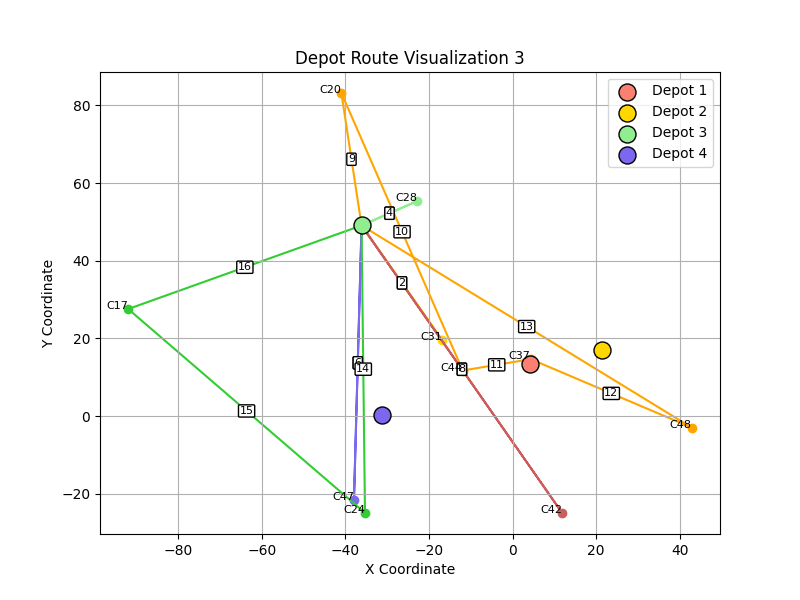 Depot Route Visualization 3
Depot 1
Depot 2
Depot 3
Depot 4
Y Coordinate
80
60
40
20
0
−20
C20
9
C28
4
10
2
16
13
C17
C31
C37
C44
8
11
14
12
15
C48
C47
C24
C42
−80
−60
−40
−20
0
20
40
X Coordinate